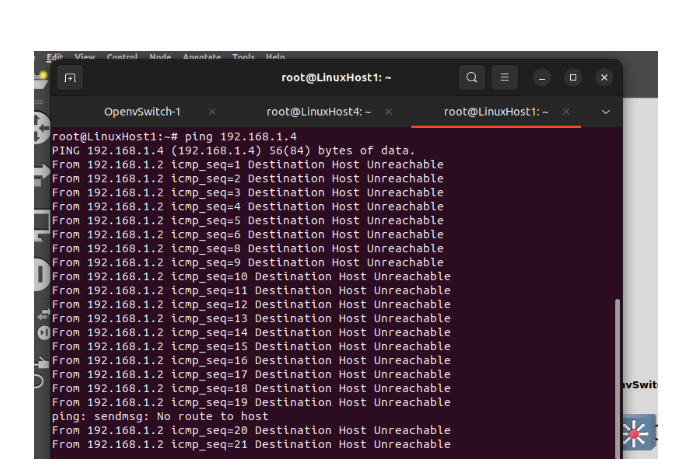 Edit View Control Node Annotate Tools Help
root@LinuxHost1: ~
OpenvSwitch-1 × root@LinuxHost4: ~ × root@LinuxHost1: ~ ×
root@LinuxHost1:~# ping 192.168.1.4
PING 192.168.1.4 (192.168.1.4) 56(84) bytes of data.
From 192.168.1.2 icmp_seq=1 Destination Host Unreachable
From 192.168.1.2 icmp_seq=2 Destination Host Unreachable
From 192.168.1.2 icmp_seq=3 Destination Host Unreachable
From 192.168.1.2 icmp_seq=4 Destination Host Unreachable
From 192.168.1.2 icmp_seq=5 Destination Host Unreachable
From 192.168.1.2 icmp_seq=6 Destination Host Unreachable
From 192.168.1.2 icmp_seq=8 Destination Host Unreachable
From 192.168.1.2 icmp_seq=9 Destination Host Unreachable
From 192.168.1.2 icmp_seq=10 Destination Host Unreachable
From 192.168.1.2 icmp_seq=11 Destination Host Unreachable
From 192.168.1.2 icmp_seq=12 Destination Host Unreachable
From 192.168.1.2 icmp_seq=13 Destination Host Unreachable
From 192.168.1.2 icmp_seq=14 Destination Host Unreachable
From 192.168.1.2 icmp_seq=15 Destination Host Unreachable
From 192.168.1.2 icmp_seq=16 Destination Host Unreachable
From 192.168.1.2 icmp_seq=17 Destination Host Unreachable
From 192.168.1.2 icmp_seq=18 Destination Host Unreachable
From 192.168.1.2 icmp_seq=19 Destination Host Unreachable
ping: sendmsg: No route to host
From 192.168.1.2 icmp_seq=20 Destination Host Unreachable
From 192.168.1.2 icmp_seq=21 Destination Host Unreachable